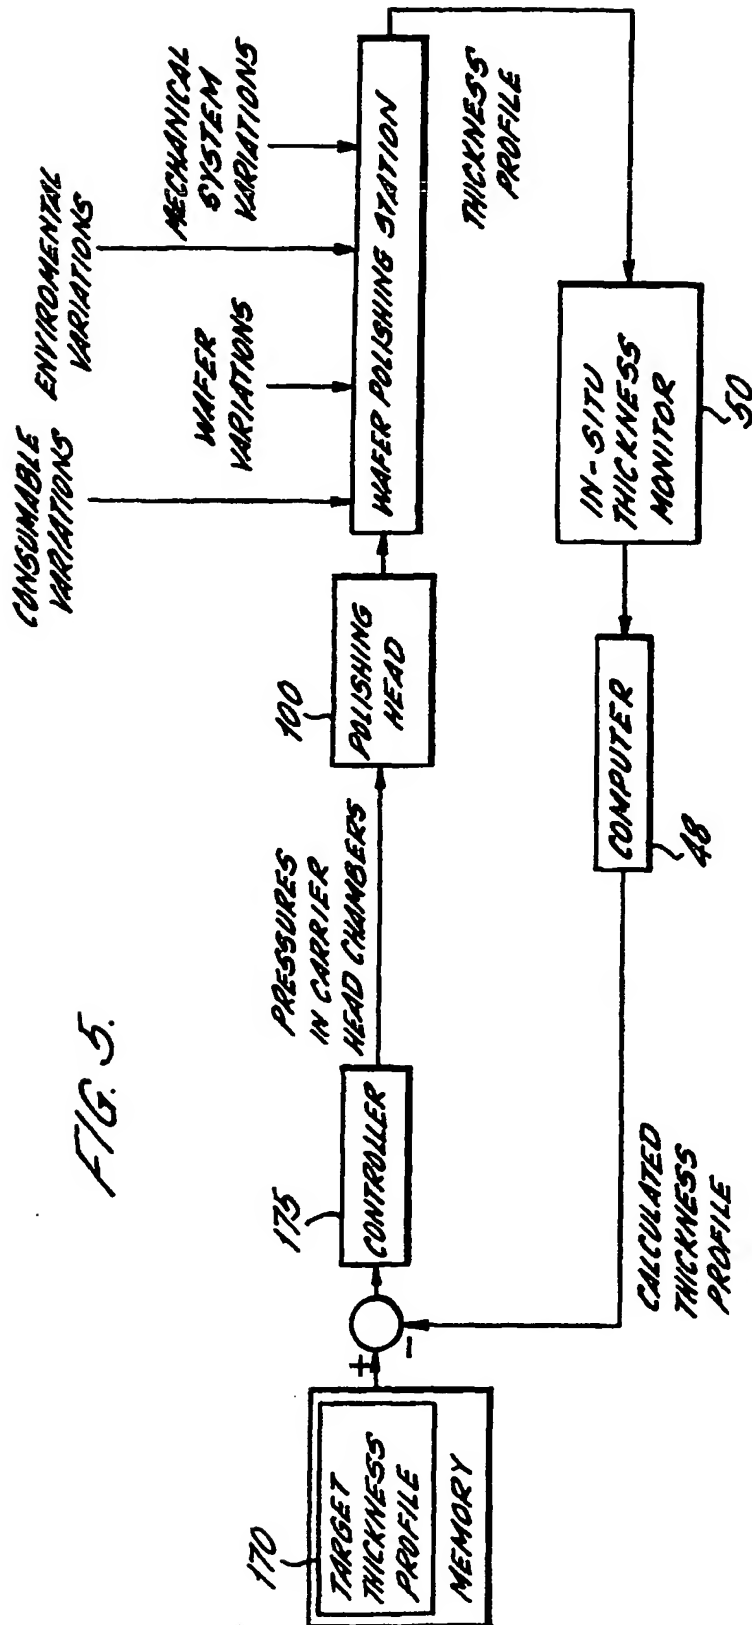 FIG. 5.
CONSUMABLE
VARIATIONS
ENVIROMENTAL
VARIATIONS
WAFER
VARIATIONS
MECHANICAL
SYSTEM
VARIATIONS
170
TARGET
THICKNESS
PROFILE
MEMORY
+
-
175
CONTROLLER
PRESSURES
IN CARRIER
HEAD CHAMBERS
100
POLISHING
HEAD
WAFER POLISHING STATION
THICKNESS
PROFILE
IN-SITU
THICKNESS
MONITOR
50
COMPUTER
48
CALCULATED
THICKNESS
PROFILE